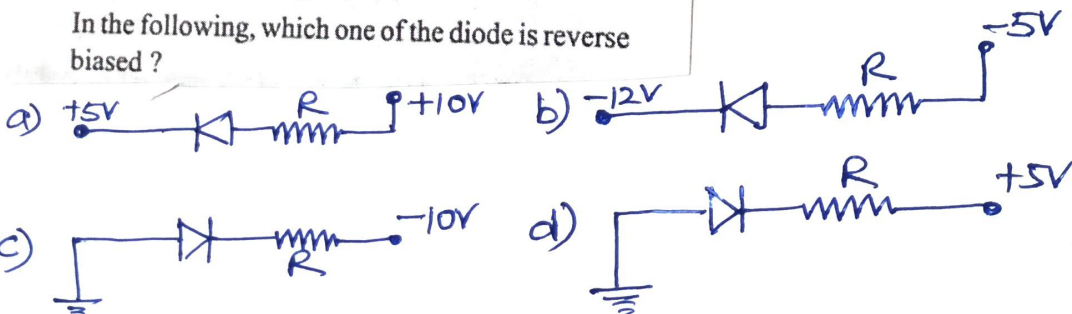 In the following, which one of the diode is reverse
biased ?
a) +5V R +10V
b) -12V R -5V
c) R -10V
d) R +5V